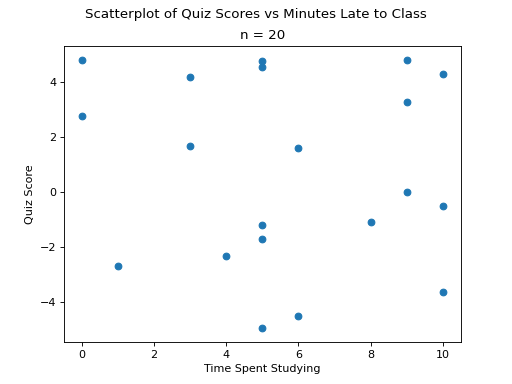 Scatterplot of Quiz Scores vs Minutes Late to Class
n = 20
4
2
0
−2
−4
Quiz Score
0 2 4 6 8 10
Time Spent Studying